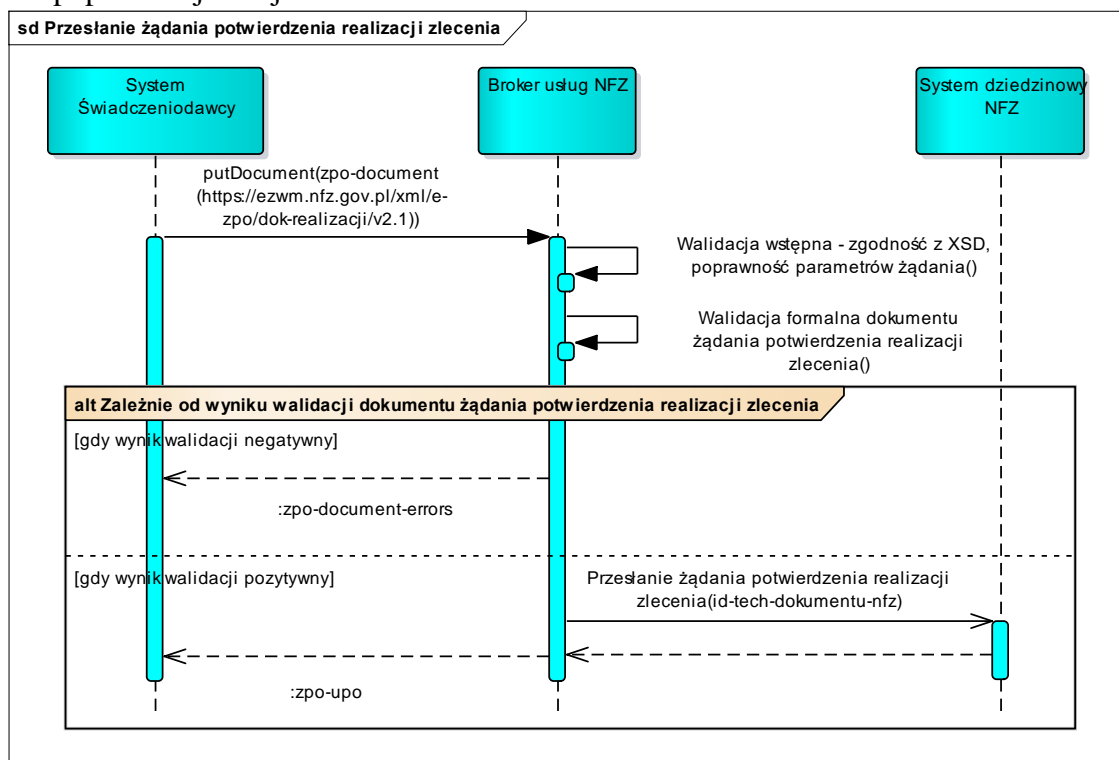 sd Przesłanie żądania potwierdzenia realizacji zlecenia
System
Świadczeniodawcy
Broker usług NFZ
System dziedzinowy
NFZ
putDocument(zpo-document
(https://ezwm.nfz.gov.pl/xml/e-
zpo/dok-realizacji/v2.1))
Walidacja wstępna - zgodność z XSD,
poprawność parametrów żądania()
Walidacja formalna dokumentu
żądania potwierdzenia realizacji
zlecenia()
alt Zależnie od wyniku walidacji dokumentu żądania potwierdzenia realizacji zlecenia
[gdy wynik walidacji negatywny]
:zpo-document-errors
[gdy wynik walidacji pozytywny]
Przesłanie żądania potwierdzenia realizacji
zlecenia(id-tech-dokumentu-nfz)
:zpo-upo